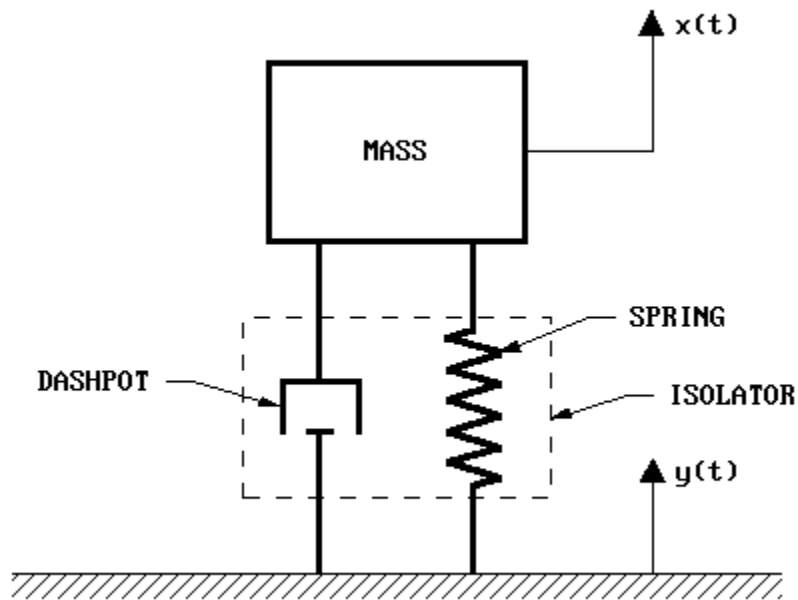 x(t)
MASS
SPRING
DASHPOT
ISOLATOR
y(t)